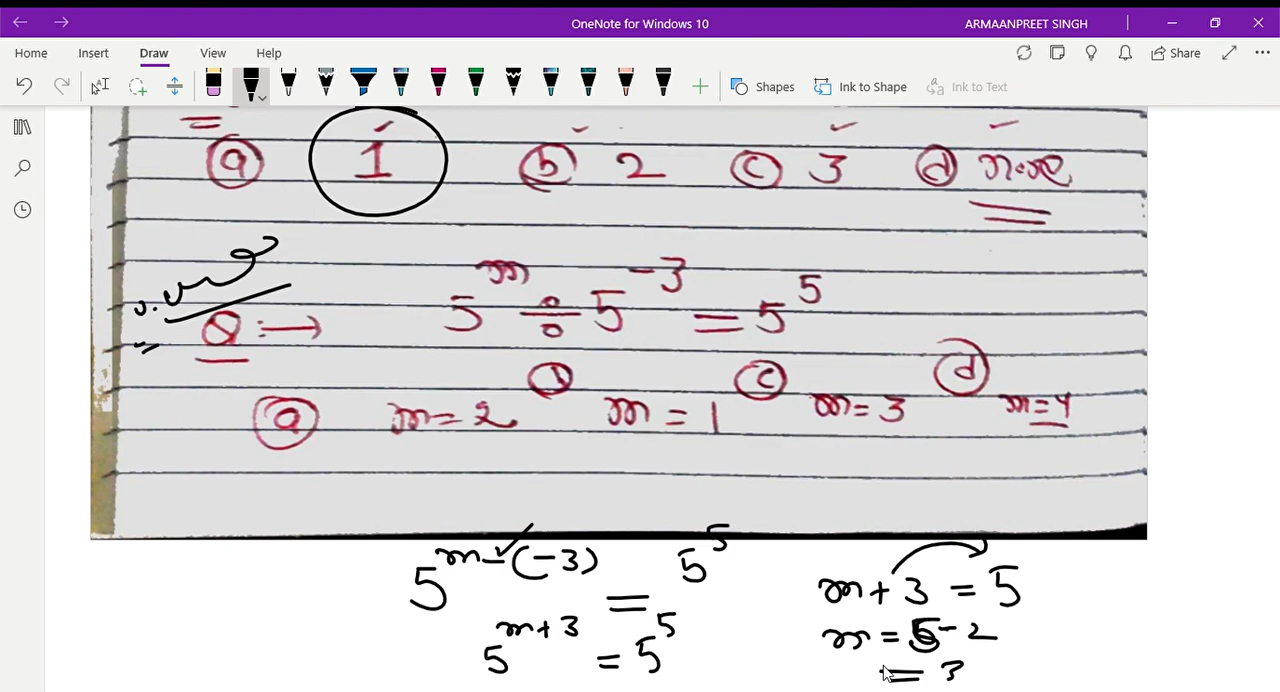 OneNote for Windows 10 ARMAANPREET SINGH
Home Insert Draw View Help Share
Shapes Ink to Shape Ink to Text
(a) 1 (b) 2 (c) 3 (d)
Q :→ 5^m ÷ 5^-3 = 5^5
(a) m=2 m=1 (c) m=3 (d) m=4
5^m-(-3) = 5^5
5^m+3 = 5^5
m+3 = 5
m = 5-2
= 3